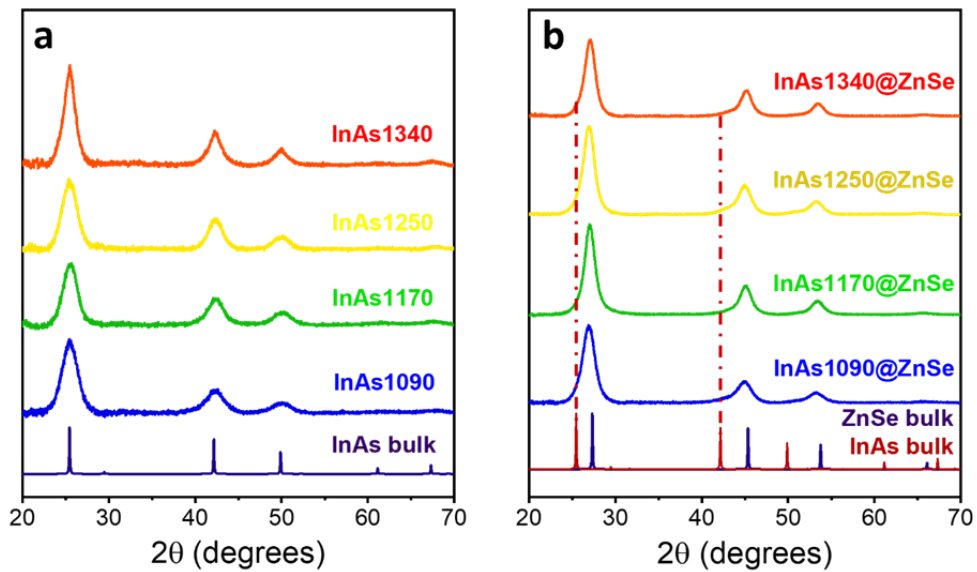 a
InAs1340
InAs1250
InAs1170
InAs1090
InAs bulk
20 30 40 50 60 70
2θ (degrees)
b
InAs1340@ZnSe
InAs1250@ZnSe
InAs1170@ZnSe
InAs1090@ZnSe
ZnSe bulk
InAs bulk
20 30 40 50 60 70
2θ (degrees)